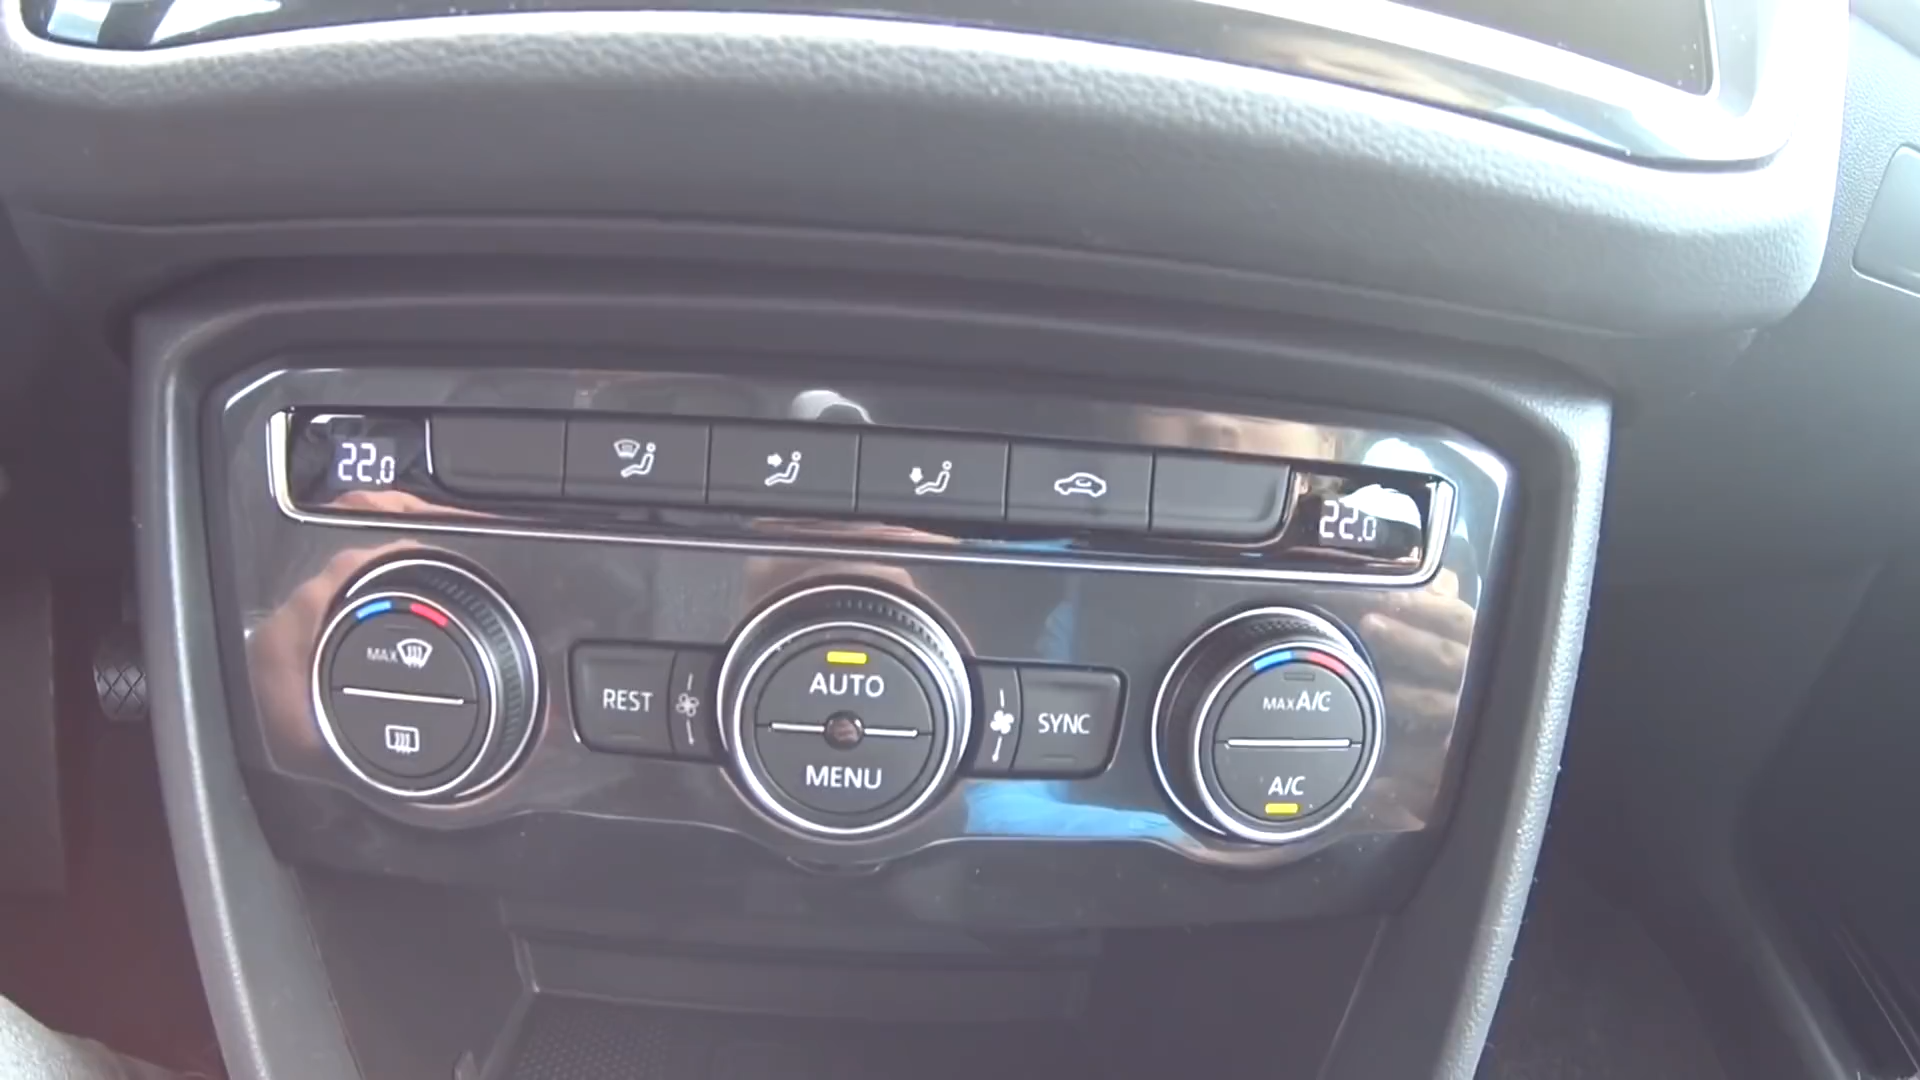 22.0
22.0
MAX
REST
AUTO
MENU
SYNC
MAX A/C
A/C